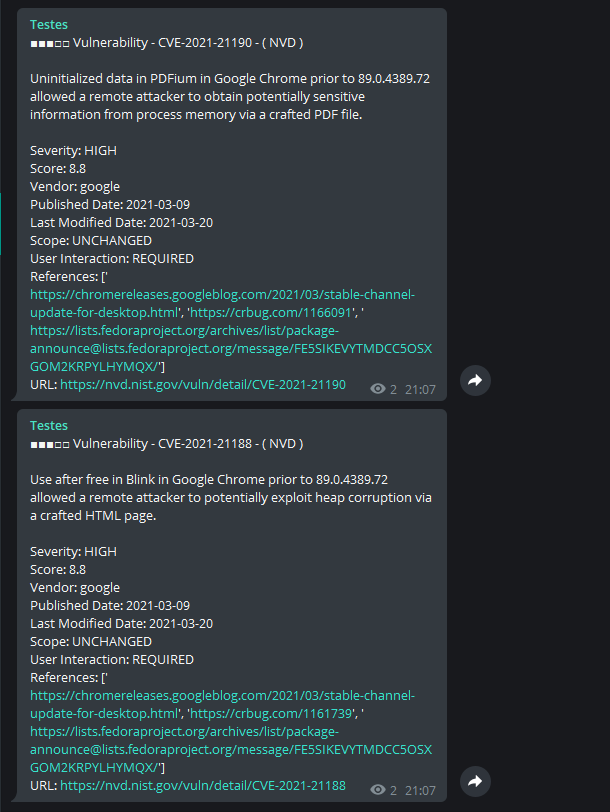 Testes
■■■□□ Vulnerability - CVE-2021-21190 - ( NVD )
Uninitialized data in PDFium in Google Chrome prior to 89.0.4389.72
allowed a remote attacker to obtain potentially sensitive
information from process memory via a crafted PDF file.
Severity: HIGH
Score: 8.8
Vendor: google
Published Date: 2021-03-09
Last Modified Date: 2021-03-20
Scope: UNCHANGED
User Interaction: REQUIRED
References: ['
https://chromereleases.googleblog.com/2021/03/stable-channel-
update-for-desktop.html', 'https://crbug.com/1166091', '
https://lists.fedoraproject.org/archives/list/package-
announce@lists.fedoraproject.org/message/FE5SIKEVYTMDCC5OSX
GOM2KRPYLHYMQX/']
URL: https://nvd.nist.gov/vuln/detail/CVE-2021-21190
2 21:07
Testes
■■■□□ Vulnerability - CVE-2021-21188 - ( NVD )
Use after free in Blink in Google Chrome prior to 89.0.4389.72
allowed a remote attacker to potentially exploit heap corruption via
a crafted HTML page.
Severity: HIGH
Score: 8.8
Vendor: google
Published Date: 2021-03-09
Last Modified Date: 2021-03-20
Scope: UNCHANGED
User Interaction: REQUIRED
References: ['
https://chromereleases.googleblog.com/2021/03/stable-channel-
update-for-desktop.html', 'https://crbug.com/1161739', '
https://lists.fedoraproject.org/archives/list/package-
announce@lists.fedoraproject.org/message/FE5SIKEVYTMDCC5OSX
GOM2KRPYLHYMQX/']
URL: https://nvd.nist.gov/vuln/detail/CVE-2021-21188
2 21:07